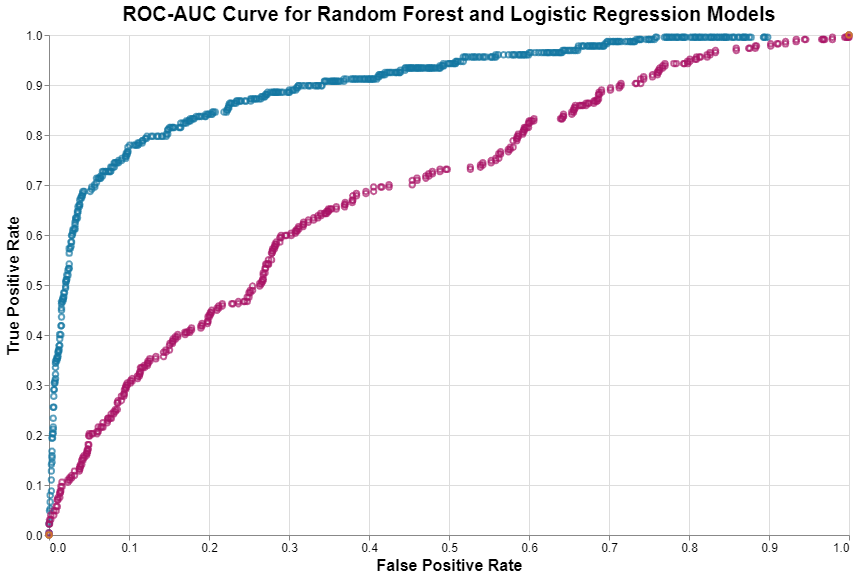 ROC-AUC Curve for Random Forest and Logistic Regression Models
1.0
0.9
0.8
0.7
0.6
0.5
0.4
0.3
0.2
0.1
0.0
True Positive Rate
0.0 0.1 0.2 0.3 0.4 0.5 0.6 0.7 0.8 0.9 1.0
False Positive Rate